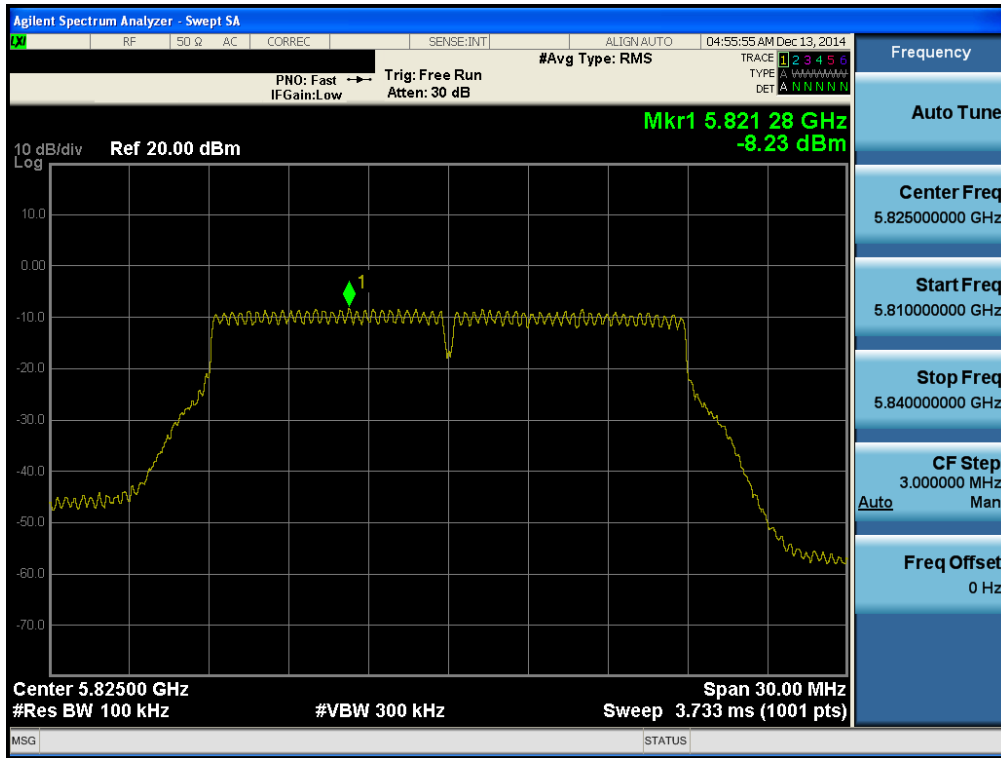 Agilent Spectrum Analyzer - Swept SA
LXI RF 50 Ω AC CORREC SENSE:INT ALIGN AUTO 04:55:55 AM Dec 13, 2014
Frequency
#Avg Type: RMS
TRACE 1 2 3 4 5 6
PNO: Fast
Trig: Free Run
TYPE A WWWWW
IFGain:Low
Atten: 30 dB
DET A N N N N N
Auto Tune
Mkr1 5.821 28 GHz
-8.23 dBm
10 dB/div Ref 20.00 dBm
Log
Center Freq
5.825000000 GHz
10.0
0.00
1
-10.0
-20.0
-30.0
-40.0
-50.0
-60.0
-70.0
Start Freq
5.810000000 GHz
Stop Freq
5.840000000 GHz
CF Step
3.000000 MHz
Auto Man
Freq Offset
0 Hz
Center 5.82500 GHz Span 30.00 MHz
#Res BW 100 kHz #VBW 300 kHz Sweep 3.733 ms (1001 pts)
MSG STATUS